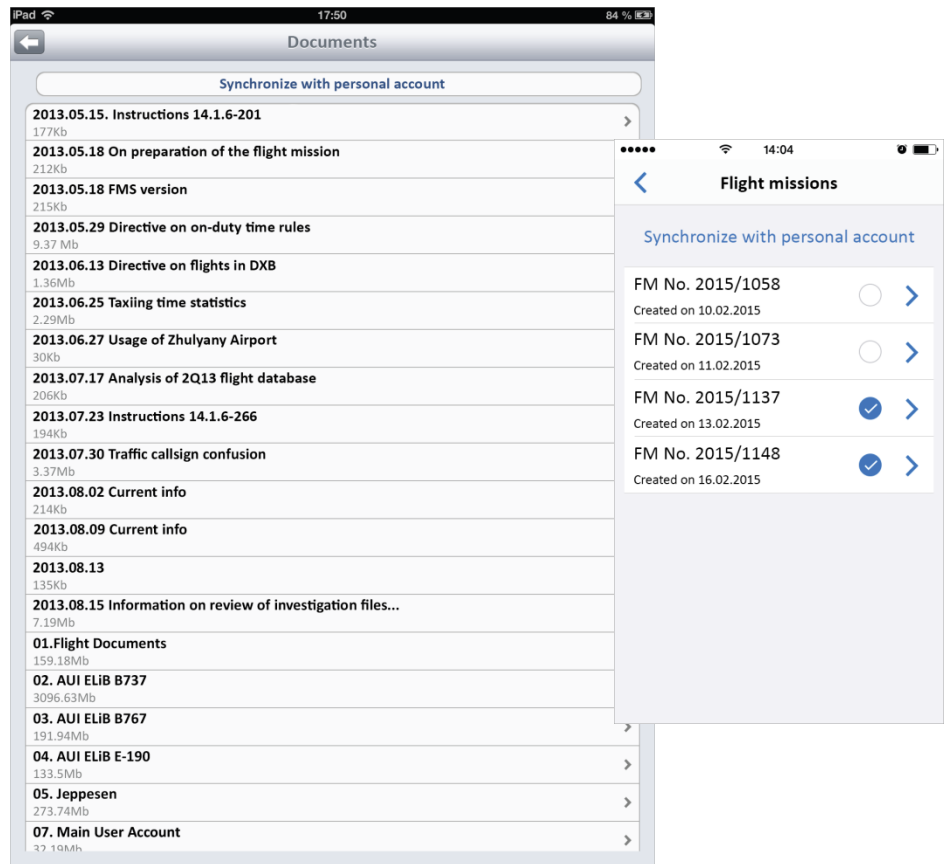 iPad 17:50 84 %
Documents
Synchronize with personal account
2013.05.15. Instructions 14.1.6-201
177Kb
2013.05.18 On preparation of the flight mission
212Kb
2013.05.18 FMS version
215Kb
2013.05.29 Directive on on-duty time rules
9.37 Mb
2013.06.13 Directive on flights in DXB
1.36Mb
2013.06.25 Taxiing time statistics
2.29Mb
2013.06.27 Usage of Zhulyany Airport
30Kb
2013.07.17 Analysis of 2Q13 flight database
206Kb
2013.07.23 Instructions 14.1.6-266
194Kb
2013.07.30 Traffic callsign confusion
3.37Mb
2013.08.02 Current info
214Kb
2013.08.09 Current info
494Kb
2013.08.13
135Kb
2013.08.15 Information on review of investigation files...
7.19Mb
01.Flight Documents
159.18Mb
02. AUI ELiB B737
3096.63Mb
03. AUI ELiB B767
191.94Mb
04. AUI ELiB E-190
133.5Mb
05. Jeppesen
273.74Mb
07. Main User Account
32.19Mb
14:04
Flight missions
Synchronize with personal account
FM No. 2015/1058
Created on 10.02.2015
FM No. 2015/1073
Created on 11.02.2015
FM No. 2015/1137
Created on 13.02.2015
FM No. 2015/1148
Created on 16.02.2015